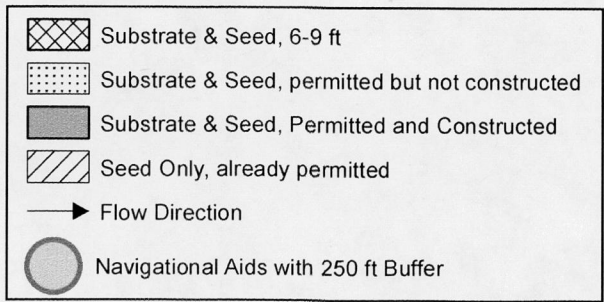 Substrate & Seed, 6-9 ft
Substrate & Seed, permitted but not constructed
Substrate & Seed, Permitted and Constructed
Seed Only, already permitted
Flow Direction
Navigational Aids with 250 ft Buffer